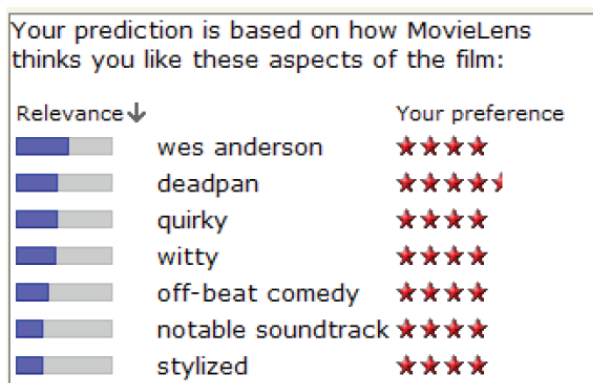 Your prediction is based on how MovieLens
thinks you like these aspects of the film:
Relevance Your preference
wes anderson
deadpan
quirky
witty
off-beat comedy
notable soundtrack
stylized